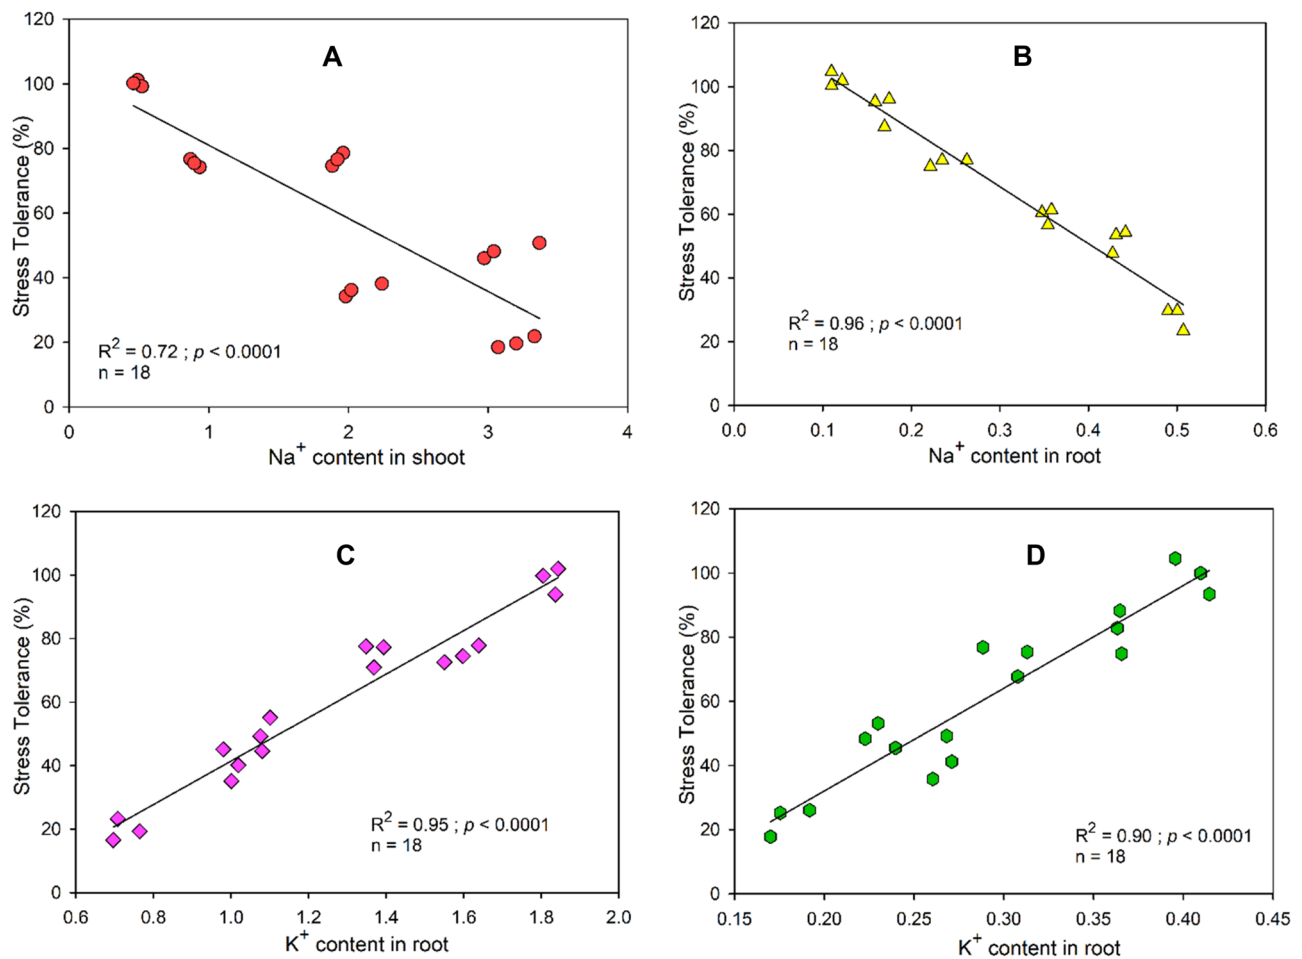 A
Stress Tolerance (%)
120
100
80
60
40
20
0
R² = 0.72 ; p < 0.0001
n = 18
0 1 2 3 4
Na⁺ content in shoot
B
Stress Tolerance (%)
120
100
80
60
40
20
0
R² = 0.96 ; p < 0.0001
n = 18
0.0 0.1 0.2 0.3 0.4 0.5 0.6
Na⁺ content in root
C
Stress Tolerance (%)
120
100
80
60
40
20
0
R² = 0.95 ; p < 0.0001
n = 18
0.6 0.8 1.0 1.2 1.4 1.6 1.8 2.0
K⁺ content in root
D
Stress Tolerance (%)
120
100
80
60
40
20
0
R² = 0.90 ; p < 0.0001
n = 18
0.15 0.20 0.25 0.30 0.35 0.40 0.45
K⁺ content in root